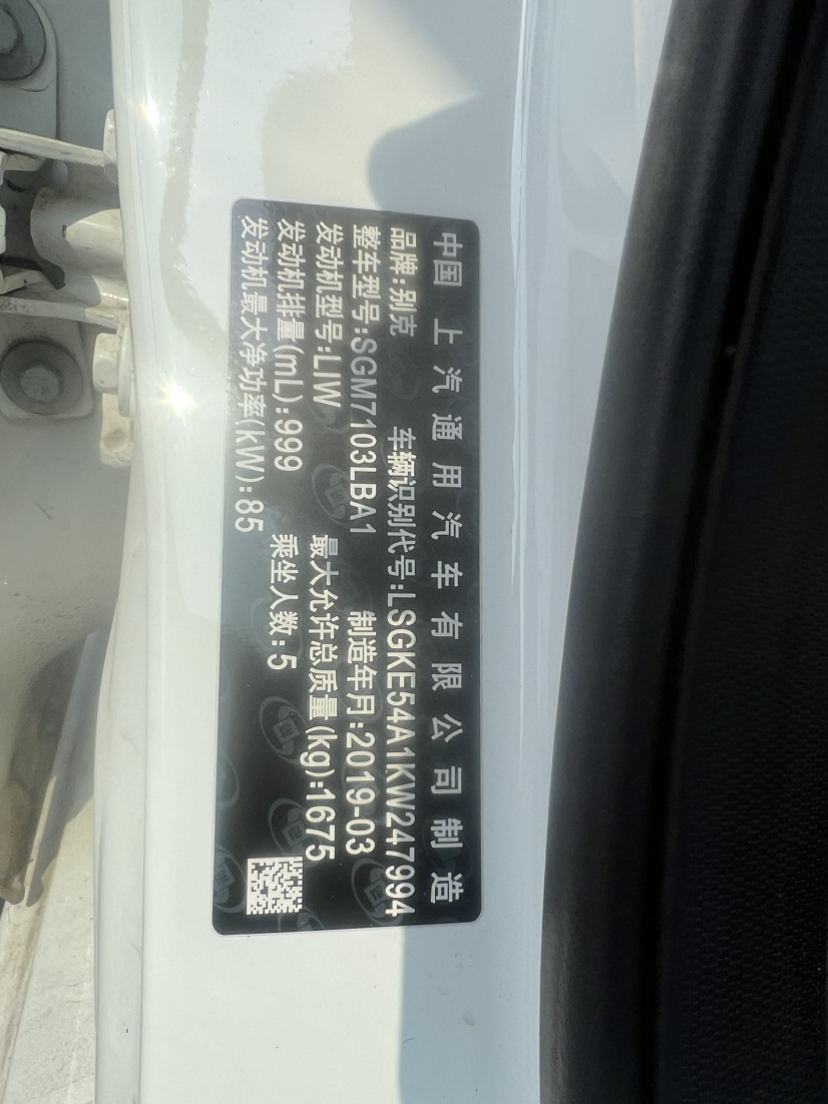 中国 上汽通用汽车有限公司制造
品牌:别克 车辆识别代号:LSGKE54A1KW247994
整车型号:SGM7103LBA1 制造年月:2019-03
发动机型号:LIW 最大允许总质量(kg):1675
发动机排量(mL):999 乘坐人数:5
发动机最大净功率(kW):85